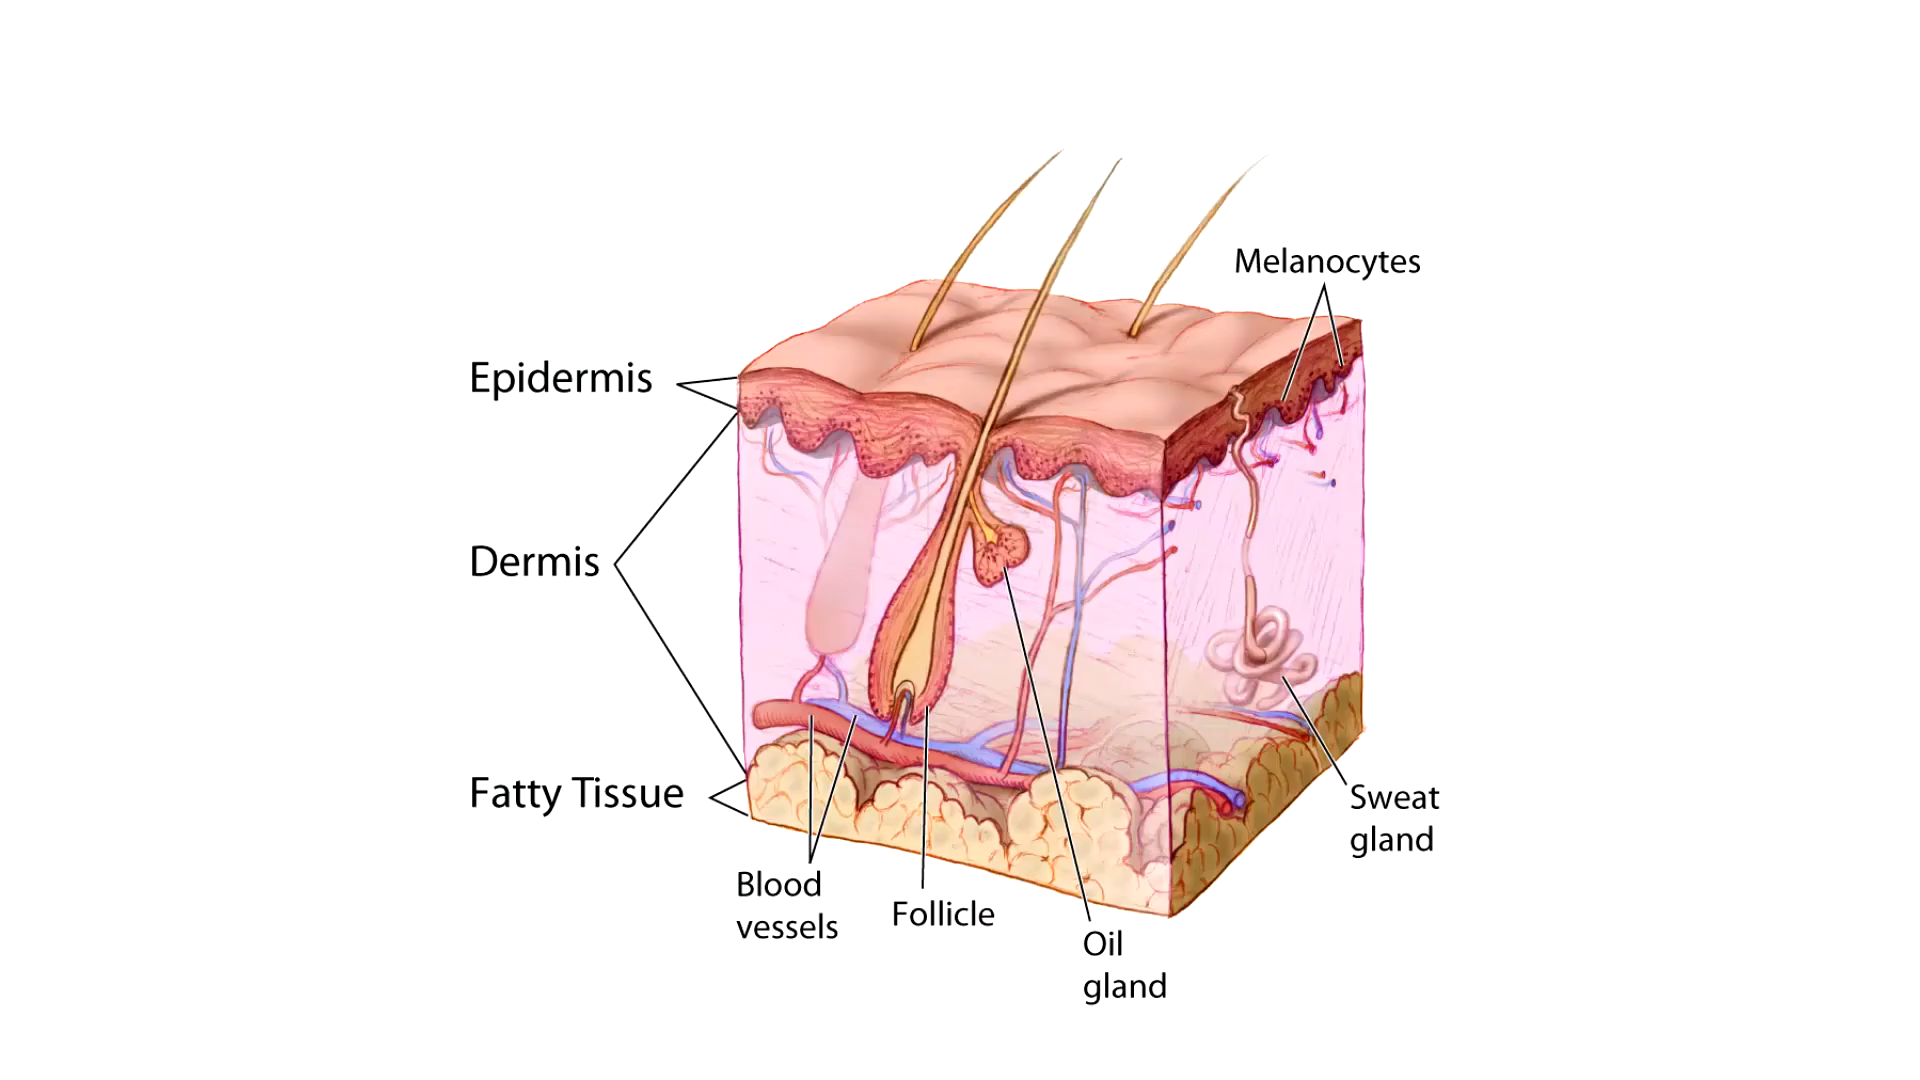 Melanocytes
Epidermis
Dermis
Fatty Tissue
Sweat
gland
Blood
vessels
Follicle
Oil
gland